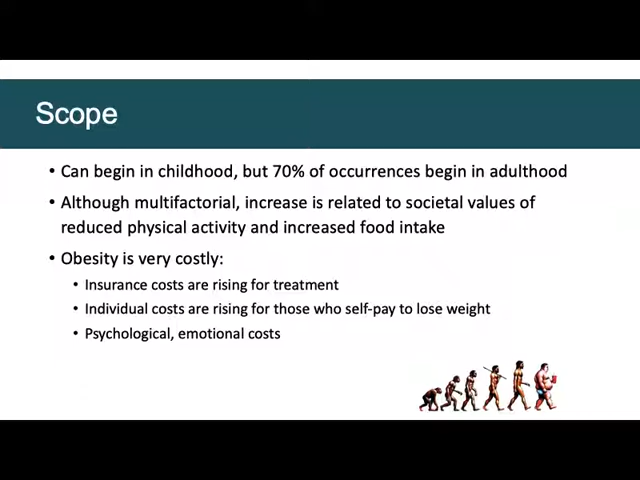 Scope
• Can begin in childhood, but 70% of occurrences begin in adulthood
• Although multifactorial, increase is related to societal values of
reduced physical activity and increased food intake
• Obesity is very costly:
• Insurance costs are rising for treatment
• Individual costs are rising for those who self-pay to lose weight
• Psychological, emotional costs